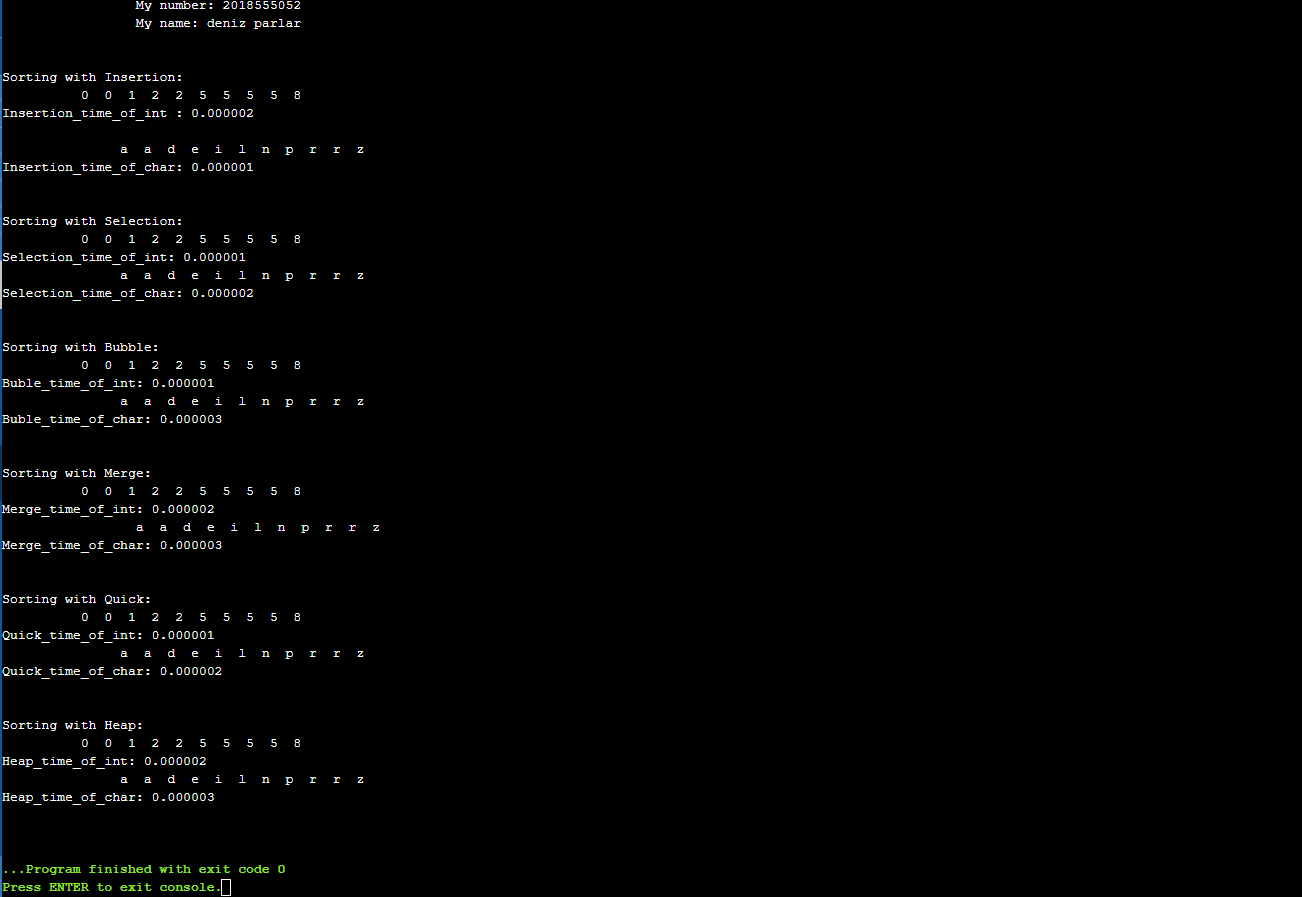 My number: 2018555052
My name: deniz parlar
Sorting with Insertion:
0 0 1 2 2 5 5 5 5 8
Insertion_time_of_int : 0.000002
a a d e i l n p r r z
Insertion_time_of_char: 0.000001
Sorting with Selection:
0 0 1 2 2 5 5 5 5 8
Selection_time_of_int: 0.000001
a a d e i l n p r r z
Selection_time_of_char: 0.000002
Sorting with Bubble:
0 0 1 2 2 5 5 5 5 8
Buble_time_of_int: 0.000001
a a d e i l n p r r z
Buble_time_of_char: 0.000003
Sorting with Merge:
0 0 1 2 2 5 5 5 5 8
Merge_time_of_int: 0.000002
a a d e i l n p r r z
Merge_time_of_char: 0.000003
Sorting with Quick:
0 0 1 2 2 5 5 5 5 8
Quick_time_of_int: 0.000001
a a d e i l n p r r z
Quick_time_of_char: 0.000002
Sorting with Heap:
0 0 1 2 2 5 5 5 5 8
Heap_time_of_int: 0.000002
a a d e i l n p r r z
Heap_time_of_char: 0.000003
...Program finished with exit code 0
Press ENTER to exit console.